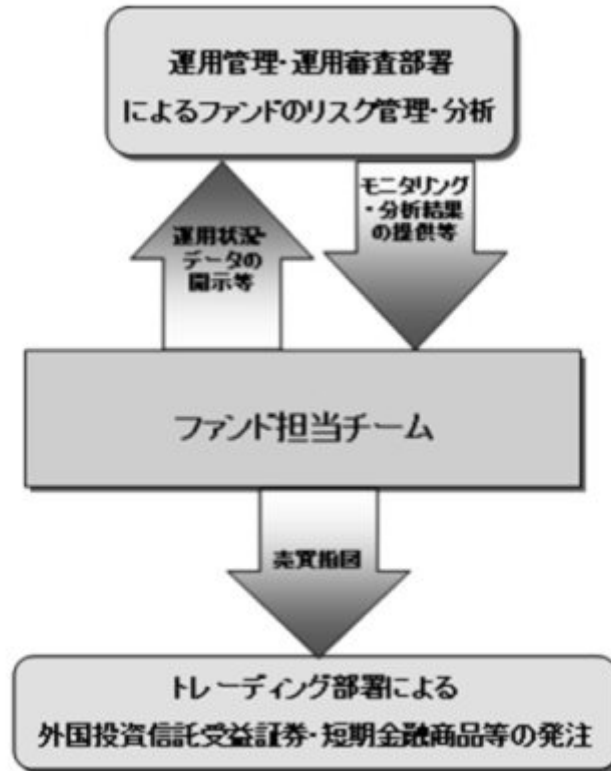 運用管理・運用審査部署
によるファンドのリスク管理・分析
運用状況・
データの
開示等
モニタリング
・分析結果
の提供等
ファンド担当チーム
売買指図
トレーディング部署による
外国投資信託受益証券・短期金融商品等の発注